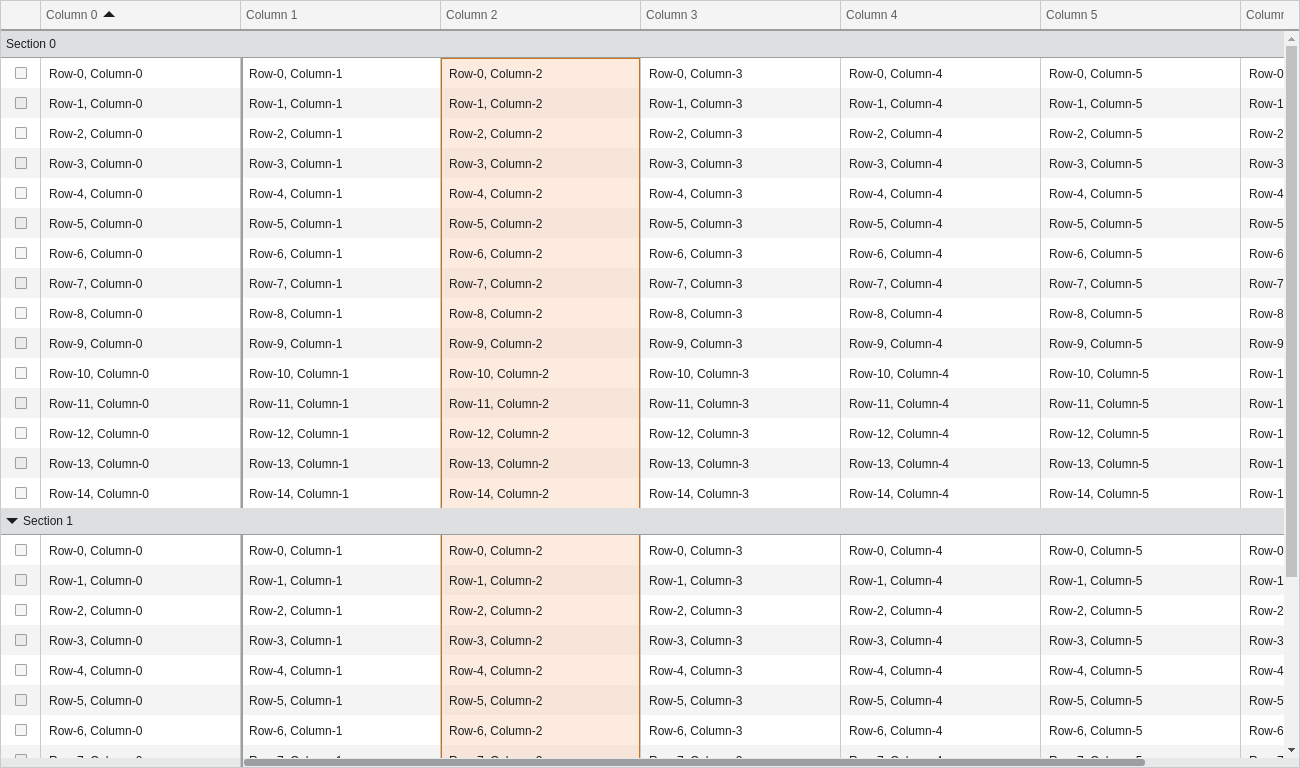 Column 0 Column 1 Column 2 Column 3 Column 4 Column 5 Column
Section 0
Row-0, Column-0 Row-0, Column-1 Row-0, Column-2 Row-0, Column-3 Row-0, Column-4 Row-0, Column-5 Row-0
Row-1, Column-0 Row-1, Column-1 Row-1, Column-2 Row-1, Column-3 Row-1, Column-4 Row-1, Column-5 Row-1
Row-2, Column-0 Row-2, Column-1 Row-2, Column-2 Row-2, Column-3 Row-2, Column-4 Row-2, Column-5 Row-2
Row-3, Column-0 Row-3, Column-1 Row-3, Column-2 Row-3, Column-3 Row-3, Column-4 Row-3, Column-5 Row-3
Row-4, Column-0 Row-4, Column-1 Row-4, Column-2 Row-4, Column-3 Row-4, Column-4 Row-4, Column-5 Row-4
Row-5, Column-0 Row-5, Column-1 Row-5, Column-2 Row-5, Column-3 Row-5, Column-4 Row-5, Column-5 Row-5
Row-6, Column-0 Row-6, Column-1 Row-6, Column-2 Row-6, Column-3 Row-6, Column-4 Row-6, Column-5 Row-6
Row-7, Column-0 Row-7, Column-1 Row-7, Column-2 Row-7, Column-3 Row-7, Column-4 Row-7, Column-5 Row-7
Row-8, Column-0 Row-8, Column-1 Row-8, Column-2 Row-8, Column-3 Row-8, Column-4 Row-8, Column-5 Row-8
Row-9, Column-0 Row-9, Column-1 Row-9, Column-2 Row-9, Column-3 Row-9, Column-4 Row-9, Column-5 Row-9
Row-10, Column-0 Row-10, Column-1 Row-10, Column-2 Row-10, Column-3 Row-10, Column-4 Row-10, Column-5 Row-1
Row-11, Column-0 Row-11, Column-1 Row-11, Column-2 Row-11, Column-3 Row-11, Column-4 Row-11, Column-5 Row-1
Row-12, Column-0 Row-12, Column-1 Row-12, Column-2 Row-12, Column-3 Row-12, Column-4 Row-12, Column-5 Row-1
Row-13, Column-0 Row-13, Column-1 Row-13, Column-2 Row-13, Column-3 Row-13, Column-4 Row-13, Column-5 Row-1
Row-14, Column-0 Row-14, Column-1 Row-14, Column-2 Row-14, Column-3 Row-14, Column-4 Row-14, Column-5 Row-1
Section 1
Row-0, Column-0 Row-0, Column-1 Row-0, Column-2 Row-0, Column-3 Row-0, Column-4 Row-0, Column-5 Row-0
Row-1, Column-0 Row-1, Column-1 Row-1, Column-2 Row-1, Column-3 Row-1, Column-4 Row-1, Column-5 Row-1
Row-2, Column-0 Row-2, Column-1 Row-2, Column-2 Row-2, Column-3 Row-2, Column-4 Row-2, Column-5 Row-2
Row-3, Column-0 Row-3, Column-1 Row-3, Column-2 Row-3, Column-3 Row-3, Column-4 Row-3, Column-5 Row-3
Row-4, Column-0 Row-4, Column-1 Row-4, Column-2 Row-4, Column-3 Row-4, Column-4 Row-4, Column-5 Row-4
Row-5, Column-0 Row-5, Column-1 Row-5, Column-2 Row-5, Column-3 Row-5, Column-4 Row-5, Column-5 Row-5
Row-6, Column-0 Row-6, Column-1 Row-6, Column-2 Row-6, Column-3 Row-6, Column-4 Row-6, Column-5 Row-6